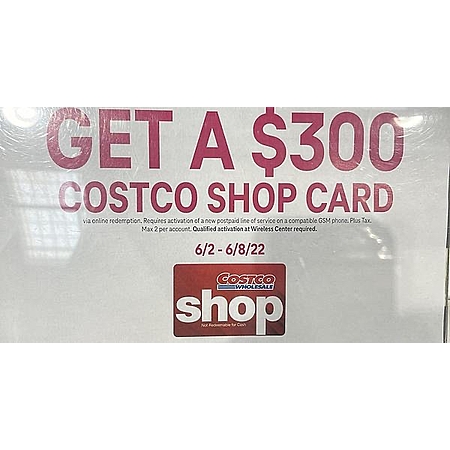 GET A $300
COSTCO SHOP CARD
via online redemption. Requires activation of a new postpaid line of service on a compatible GSM phone. Plus Tax.
Max 2 per account. Qualified activation at Wireless Center required.
6/2 - 6/8/22
COSTCO
WHOLESALE
shop
Not Redeemable for Cash